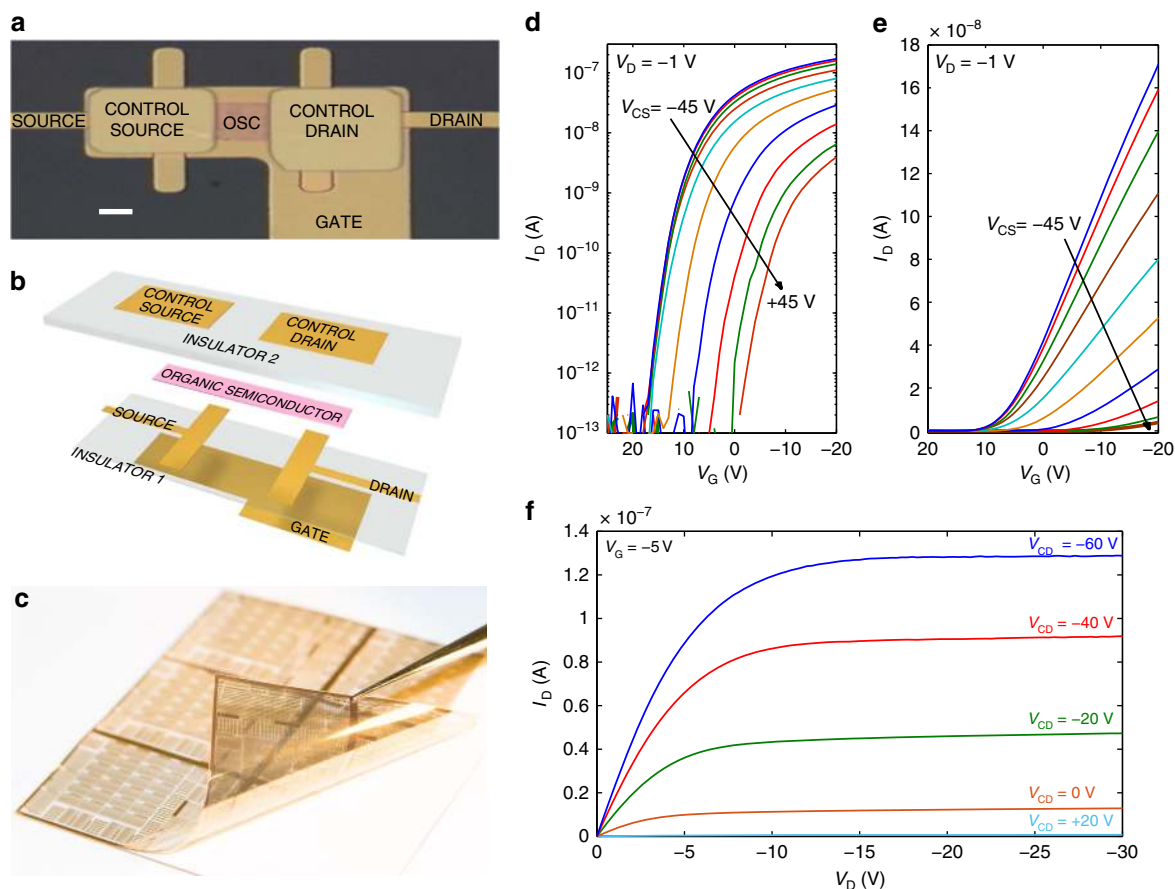 a
CONTROL
SOURCE
CONTROL
DRAIN
SOURCE
OSC
DRAIN
GATE
b
CONTROL
SOURCE
CONTROL
DRAIN
INSULATOR 2
ORGANIC SEMICONDUCTOR
SOURCE
INSULATOR 1
DRAIN
GATE
c
d
V_D = −1 V
V_CS= −45 V
+45 V
10^−7
10^−8
10^−9
10^−10
10^−11
10^−12
10^−13
I_D (A)
20 10 0 −10 −20
V_G (V)
e
× 10^−8
V_D = −1 V
V_CS= −45 V
18
16
14
12
10
8
6
4
2
0
I_D (A)
20 10 0 −10 −20
V_G (V)
f
× 10^−7
V_G = −5 V
V_CD = −60 V
V_CD = −40 V
V_CD = −20 V
V_CD = 0 V
V_CD = +20 V
1.4
1.2
1
0.8
0.6
0.4
0.2
0
I_D (A)
0 −5 −10 −15 −20 −25 −30
V_D (V)